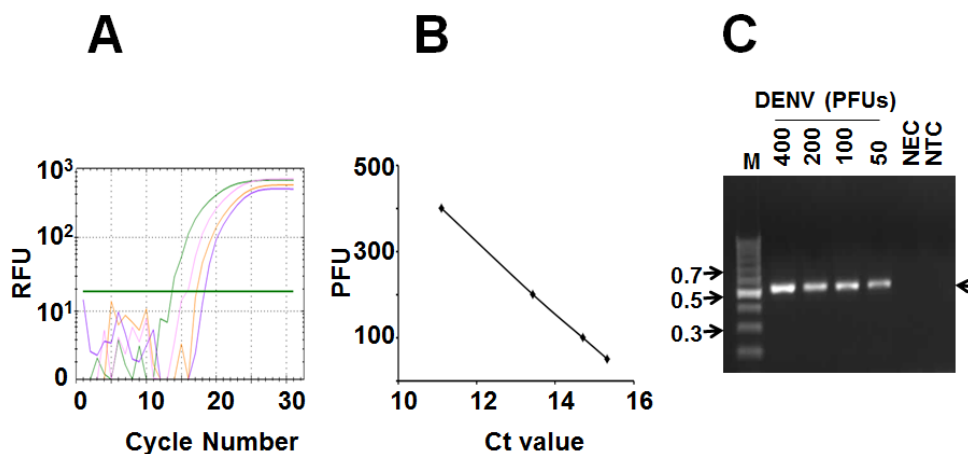 A
B
C
RFU
10³
10²
10¹
0
0
10
20
30
Cycle Number
PFU
500
300
100
10
12
14
16
Ct value
DENV (PFUs)
M
400
200
100
50
NEC
NTC
0.7
0.5
0.3